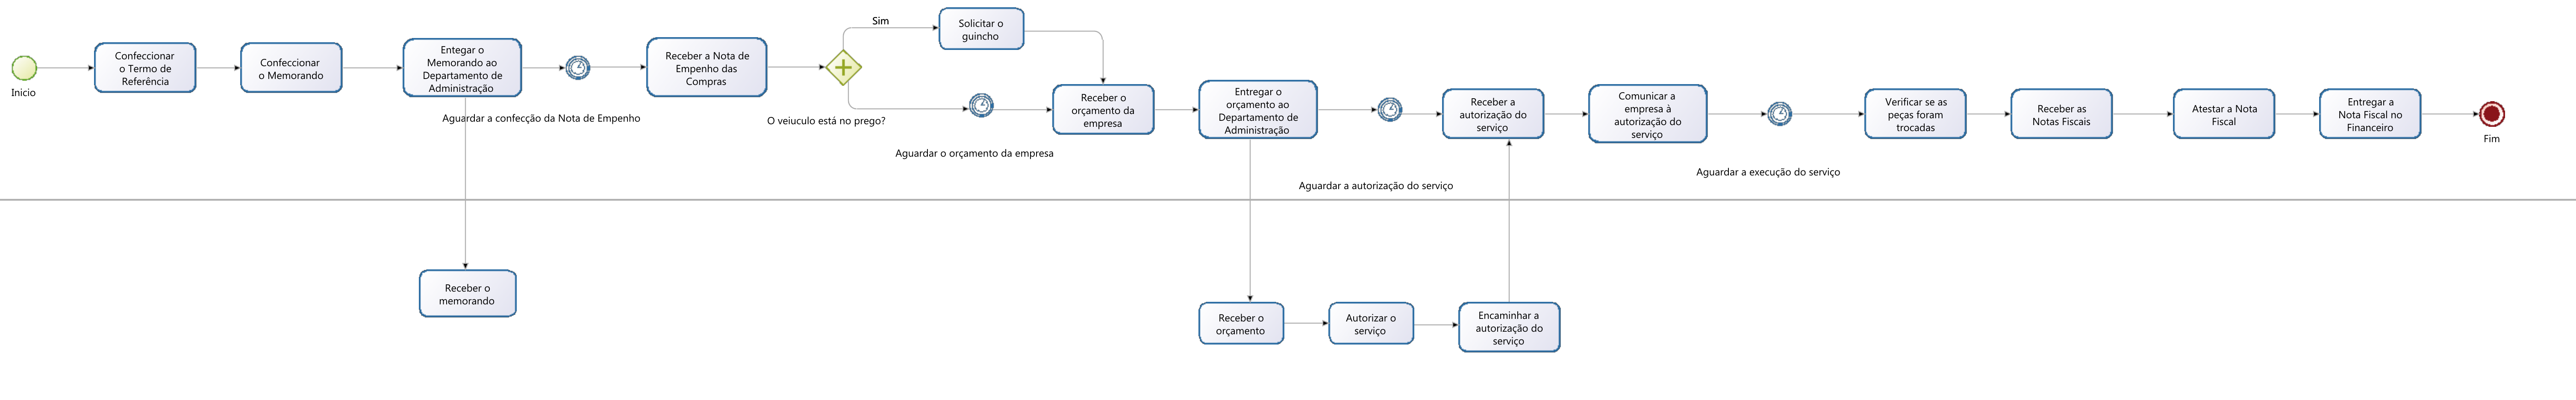 Inicio
Confeccionar
o Termo de
Referência
Confeccionar
o Memorando
Entegar o
Memorando ao
Departamento de
Administração
Aguardar a confecção da Nota de Empenho
Receber a Nota de
Empenho das
Compras
O veiuculo está no prego?
Sim
Solicitar o
guincho
Aguardar o orçamento da empresa
Receber o
orçamento da
empresa
Entregar o
orçamento ao
Departamento de
Administração
Aguardar a autorização do serviço
Receber a
autorização do
serviço
Comunicar a
empresa à
autorização do
serviço
Aguardar a execução do serviço
Verificar se as
peças foram
trocadas
Receber as
Notas Fiscais
Atestar a Nota
Fiscal
Entregar a
Nota Fiscal no
Financeiro
Fim
Receber o
memorando
Receber o
orçamento
Autorizar o
serviço
Encaminhar a
autorização do
serviço